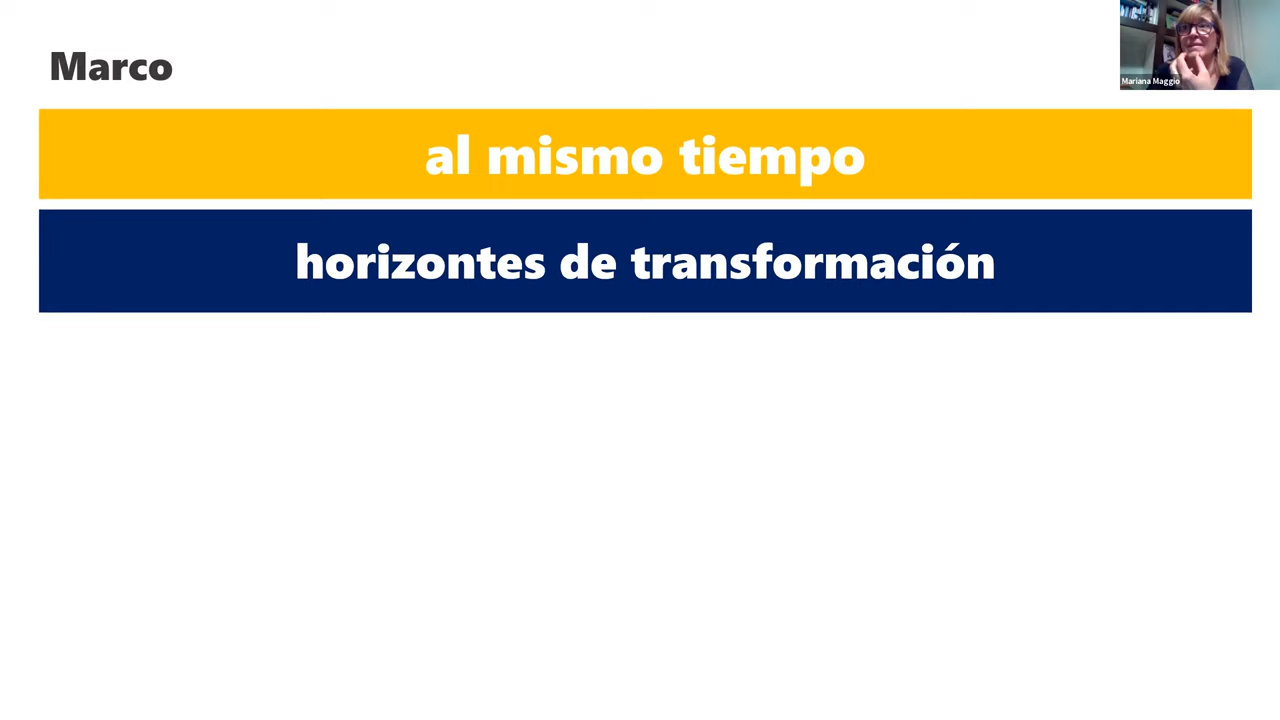 Marco
Mariana Maggio
al mismo tiempo
horizontes de transformación